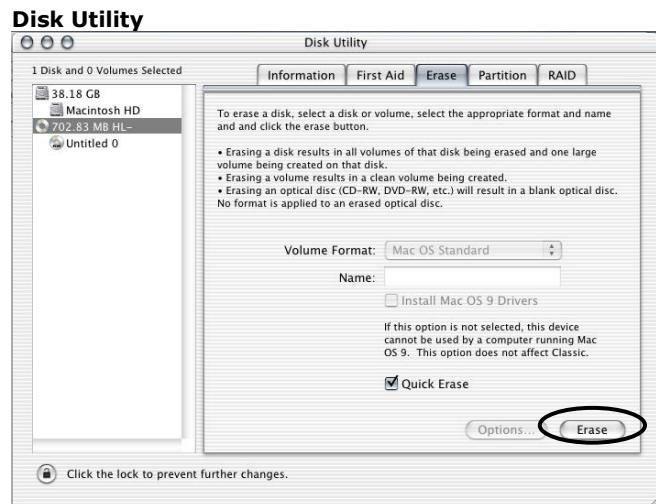 Disk Utility
Disk Utility
1 Disk and 0 Volumes Selected
Information First Aid Erase Partition RAID
38.18 GB
Macintosh HD
702.83 MB HL-
Untitled 0
To erase a disk, select a disk or volume, select the appropriate format and name
and and click the erase button.
• Erasing a disk results in all volumes of that disk being erased and one large
volume being created on that disk.
• Erasing a volume results in a clean volume being created.
• Erasing an optical disc (CD-RW, DVD-RW, etc.) will result in a blank optical disc.
No format is applied to an erased optical disc.
Volume Format: Mac OS Standard
Name:
Install Mac OS 9 Drivers
If this option is not selected, this device
cannot be used by a computer running Mac
OS 9. This option does not affect Classic.
Quick Erase
Options... Erase
Click the lock to prevent further changes.